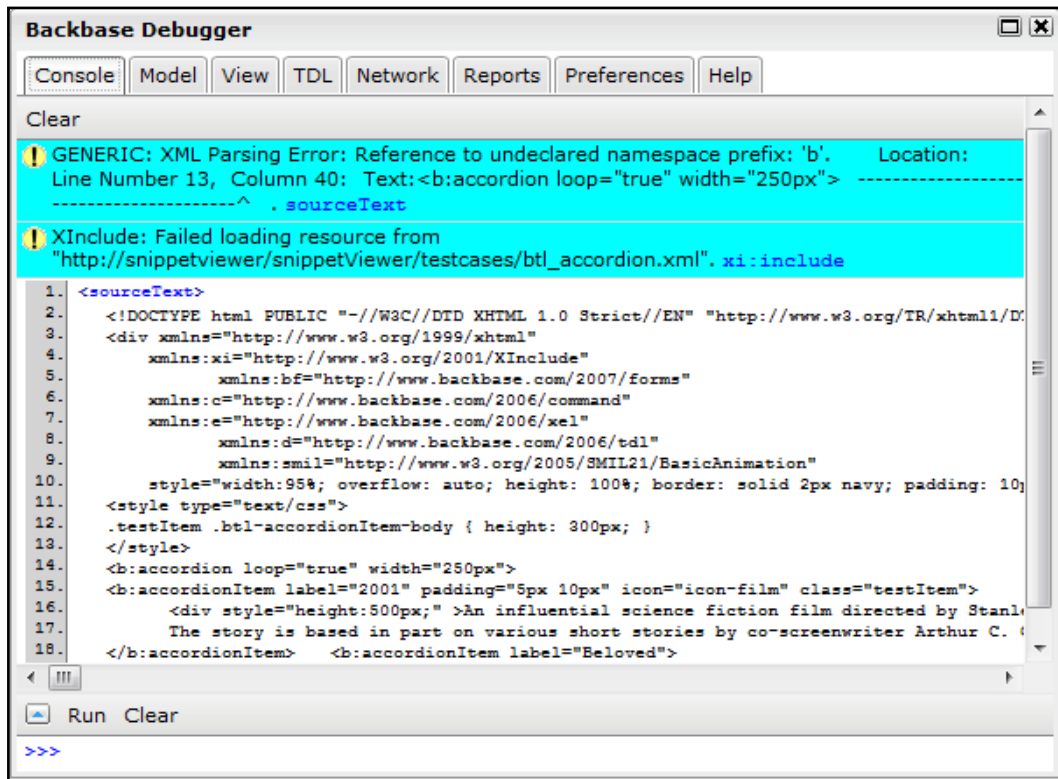 Backbase Debugger
Console Model View TDL Network Reports Preferences Help
Clear
GENERIC: XML Parsing Error: Reference to undeclared namespace prefix: 'b'. Location:
Line Number 13, Column 40: Text:<b:accordion loop="true" width="250px"> -------------------
---------------------^ . sourceText
XInclude: Failed loading resource from
"http://snippetviewer/snippetViewer/testcases/btl_accordion.xml". xi:include
1. <sourceText>
2. <!DOCTYPE html PUBLIC "-//W3C//DTD XHTML 1.0 Strict//EN" "http://www.w3.org/TR/xhtml1/D
3. <div xmlns="http://www.w3.org/1999/xhtml"
4. xmlns:xi="http://www.w3.org/2001/XInclude"
5. xmlns:bf="http://www.backbase.com/2007/forms"
6. xmlns:c="http://www.backbase.com/2006/command"
7. xmlns:e="http://www.backbase.com/2006/xel"
8. xmlns:d="http://www.backbase.com/2006/tdl"
9. xmlns:smil="http://www.w3.org/2005/SMIL21/BasicAnimation"
10. style="width:95%; overflow: auto; height: 100%; border: solid 2px navy; padding: 10
11. <style type="text/css">
12. .testItem .btl-accordionItem-body { height: 300px; }
13. </style>
14. <b:accordion loop="true" width="250px">
15. <b:accordionItem label="2001" padding="5px 10px" icon="icon-film" class="testItem">
16. <div style="height:500px;" >An influential science fiction film directed by Stanl
17. The story is based in part on various short stories by co-screenwriter Arthur C.
18. </b:accordionItem> <b:accordionItem label="Beloved">
Run Clear
>>>